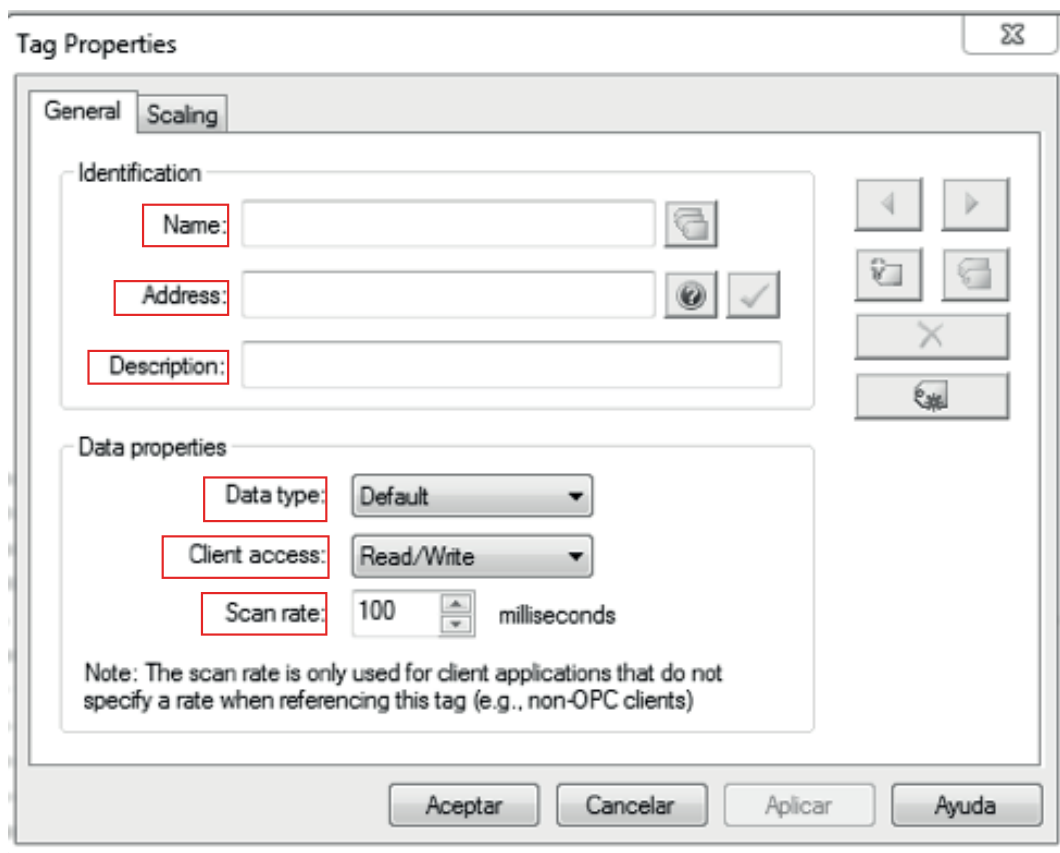 Tag Properties
General
Scaling
Identification
Name:
Address:
Description:
Data properties
Data type: Default
Client access: Read/Write
Scan rate: 100 milliseconds
Note: The scan rate is only used for client applications that do not
specify a rate when referencing this tag (e.g., non-OPC clients)
Aceptar
Cancelar
Aplicar
Ayuda